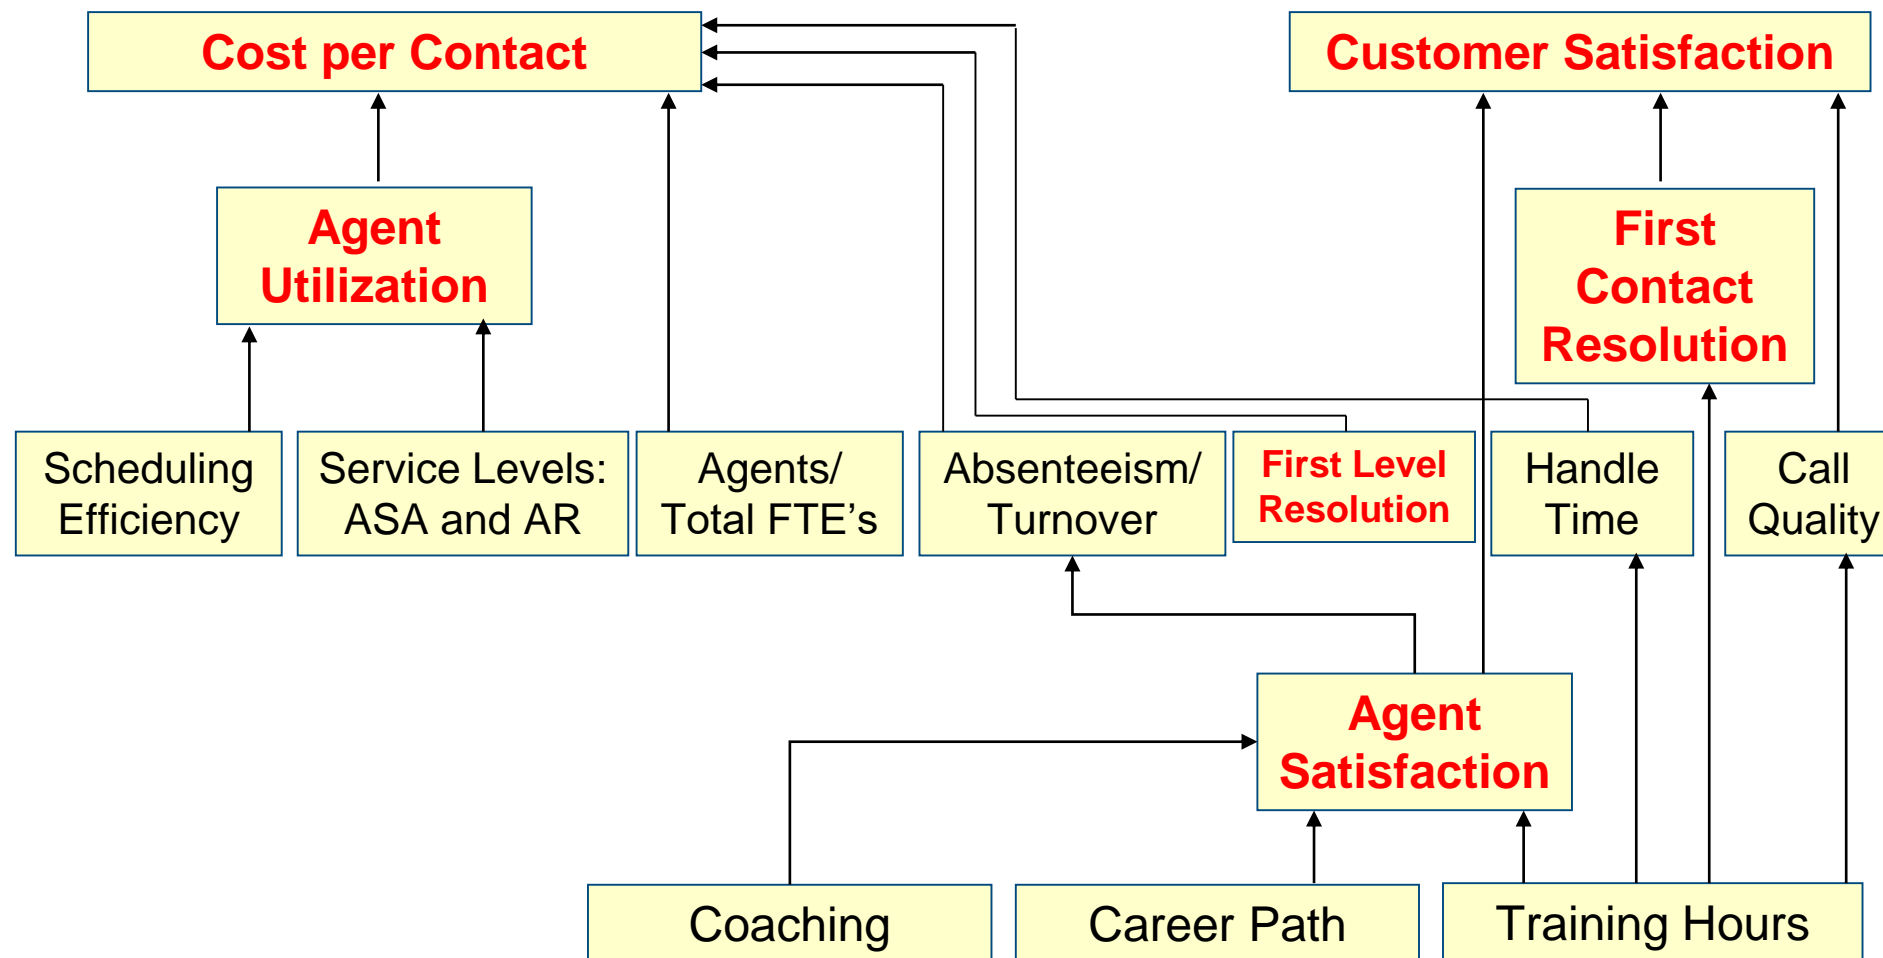 Cost per Contact
Customer Satisfaction
Agent
Utilization
First
Contact
Resolution
Scheduling
Efficiency
Service Levels:
ASA and AR
Agents/
Total FTE’s
Absenteeism/
Turnover
First Level
Resolution
Handle
Time
Call
Quality
Agent
Satisfaction
Coaching
Career Path
Training Hours